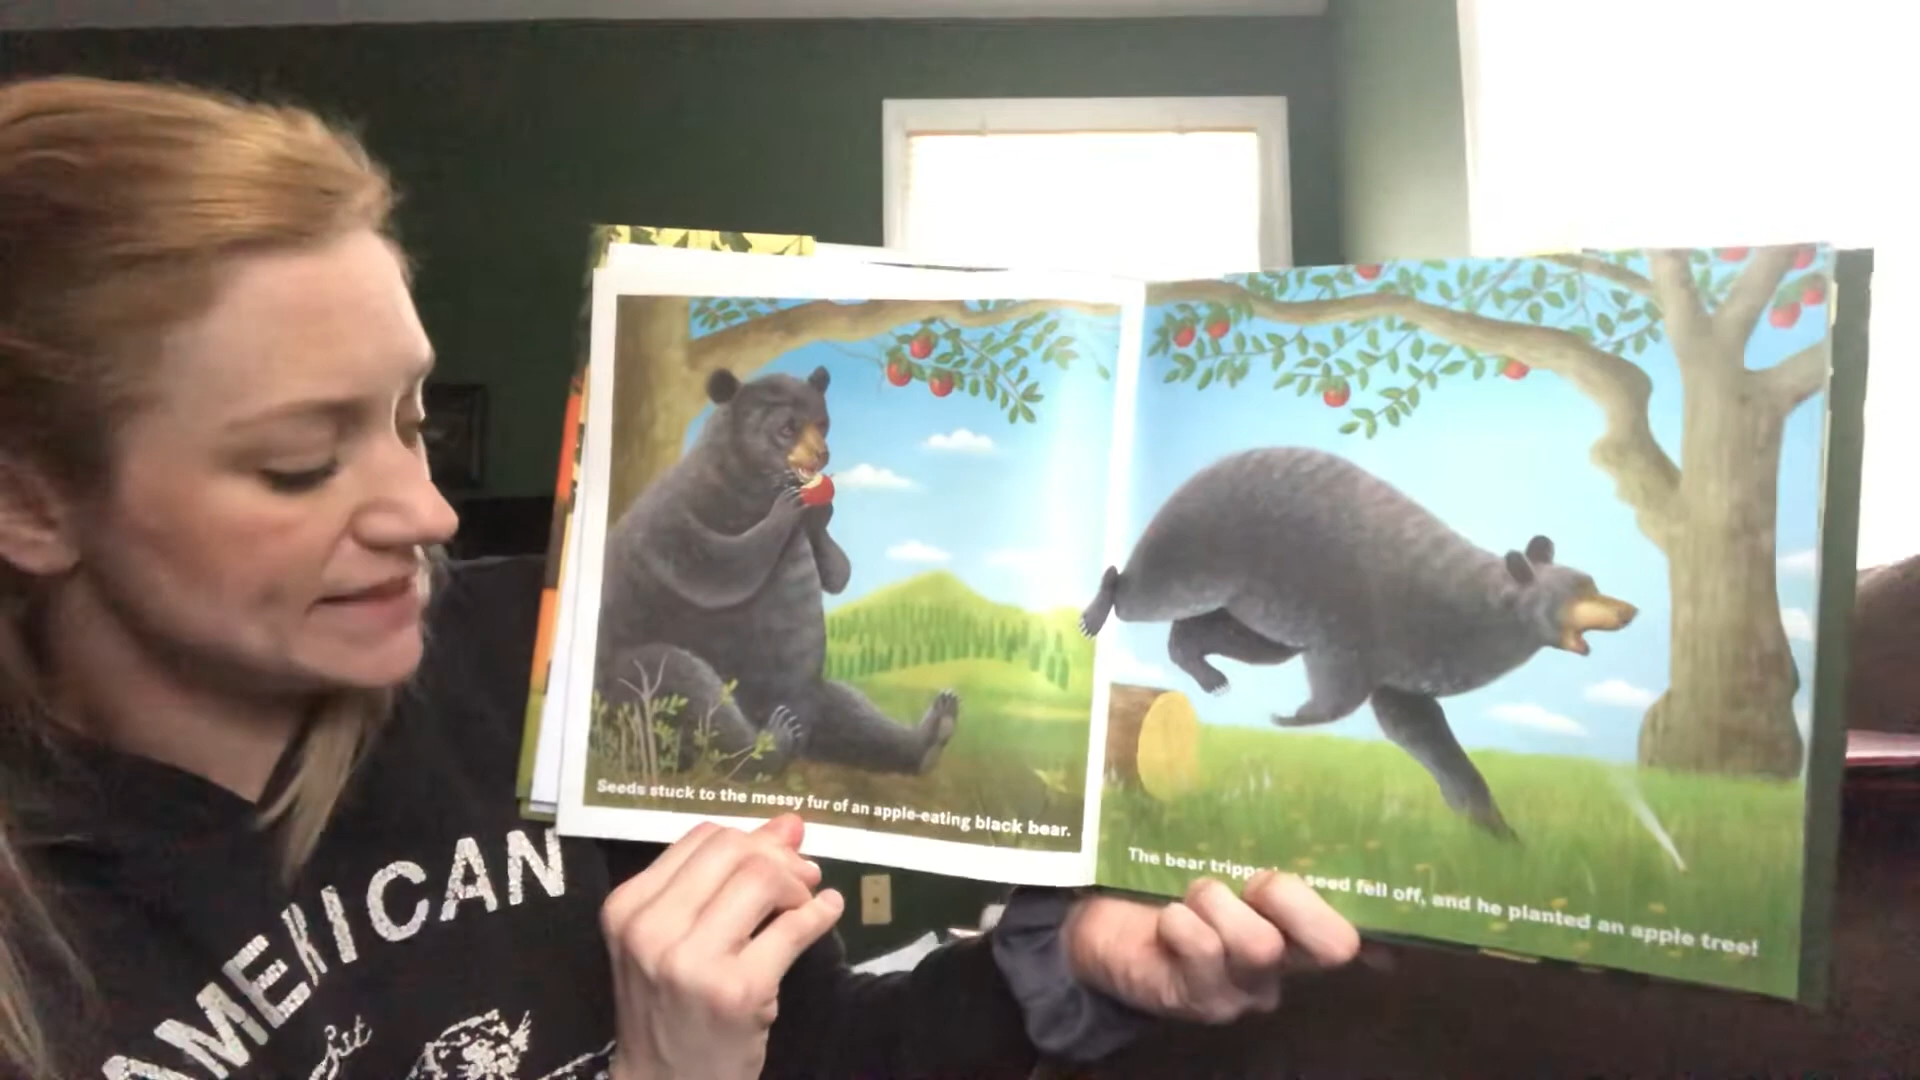 Seeds stuck to the messy fur of an apple-eating black bear.
The bear seed fell off, and he planted an apple tree!
AMERICAN